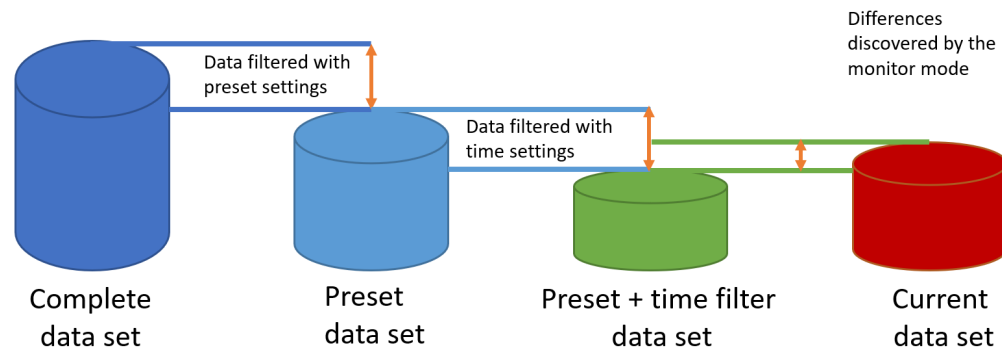 Data filtered with
preset settings
Data filtered with
time settings
Differences
discovered by the
monitor mode
Complete
data set
Preset
data set
Preset + time filter
data set
Current
data set